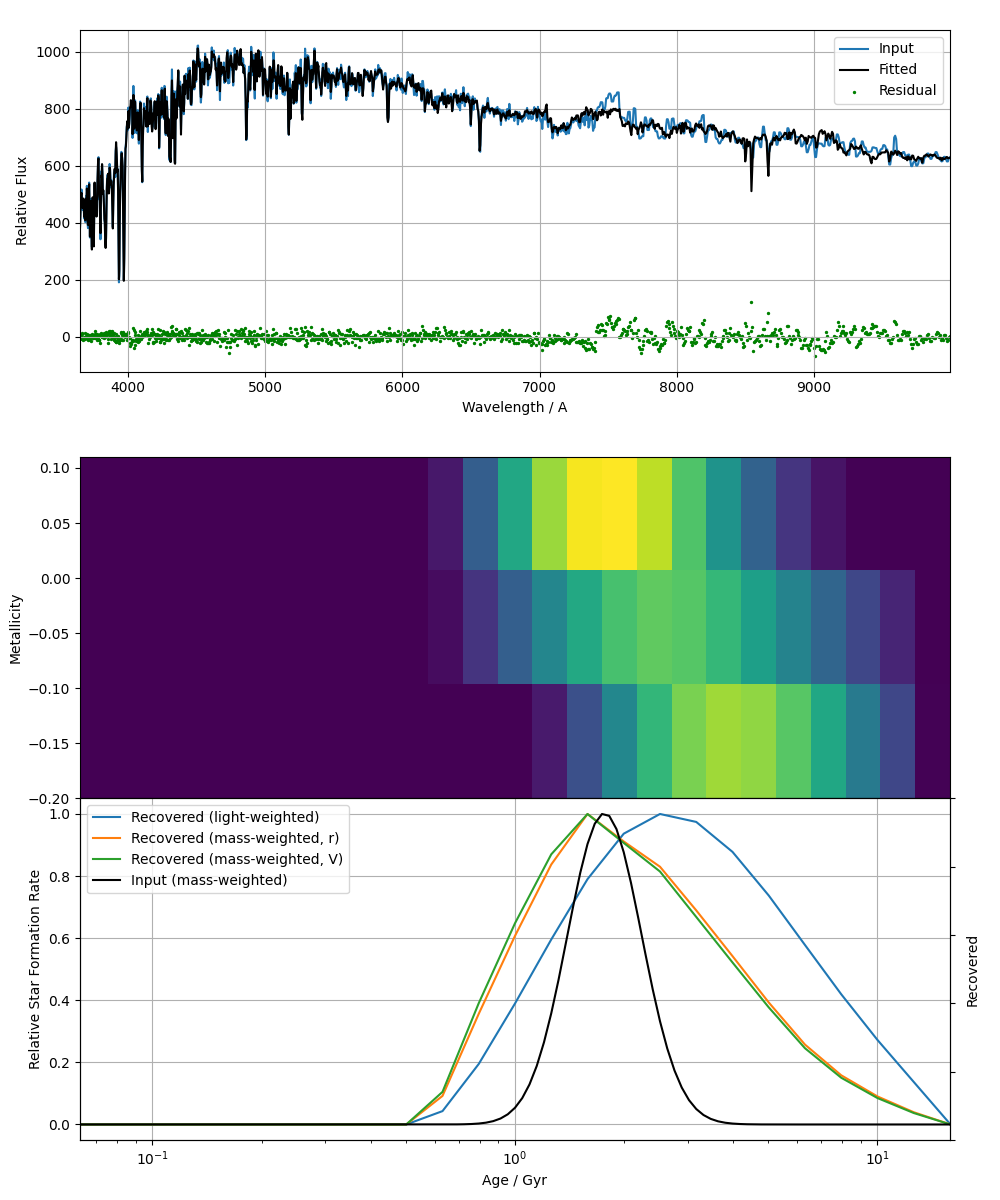 1000
800
600
400
200
0
Relative Flux
Input
Fitted
Residual
4000 5000 6000 7000 8000 9000
Wavelength / A
0.10
0.05
0.00
−0.05
−0.10
−0.15
−0.20
Metallicity
1.0
0.8
0.6
0.4
0.2
0.0
Relative Star Formation Rate
Recovered (light-weighted)
Recovered (mass-weighted, r)
Recovered (mass-weighted, V)
Input (mass-weighted)
Recovered
10⁻¹ 10⁰ 10¹
Age / Gyr